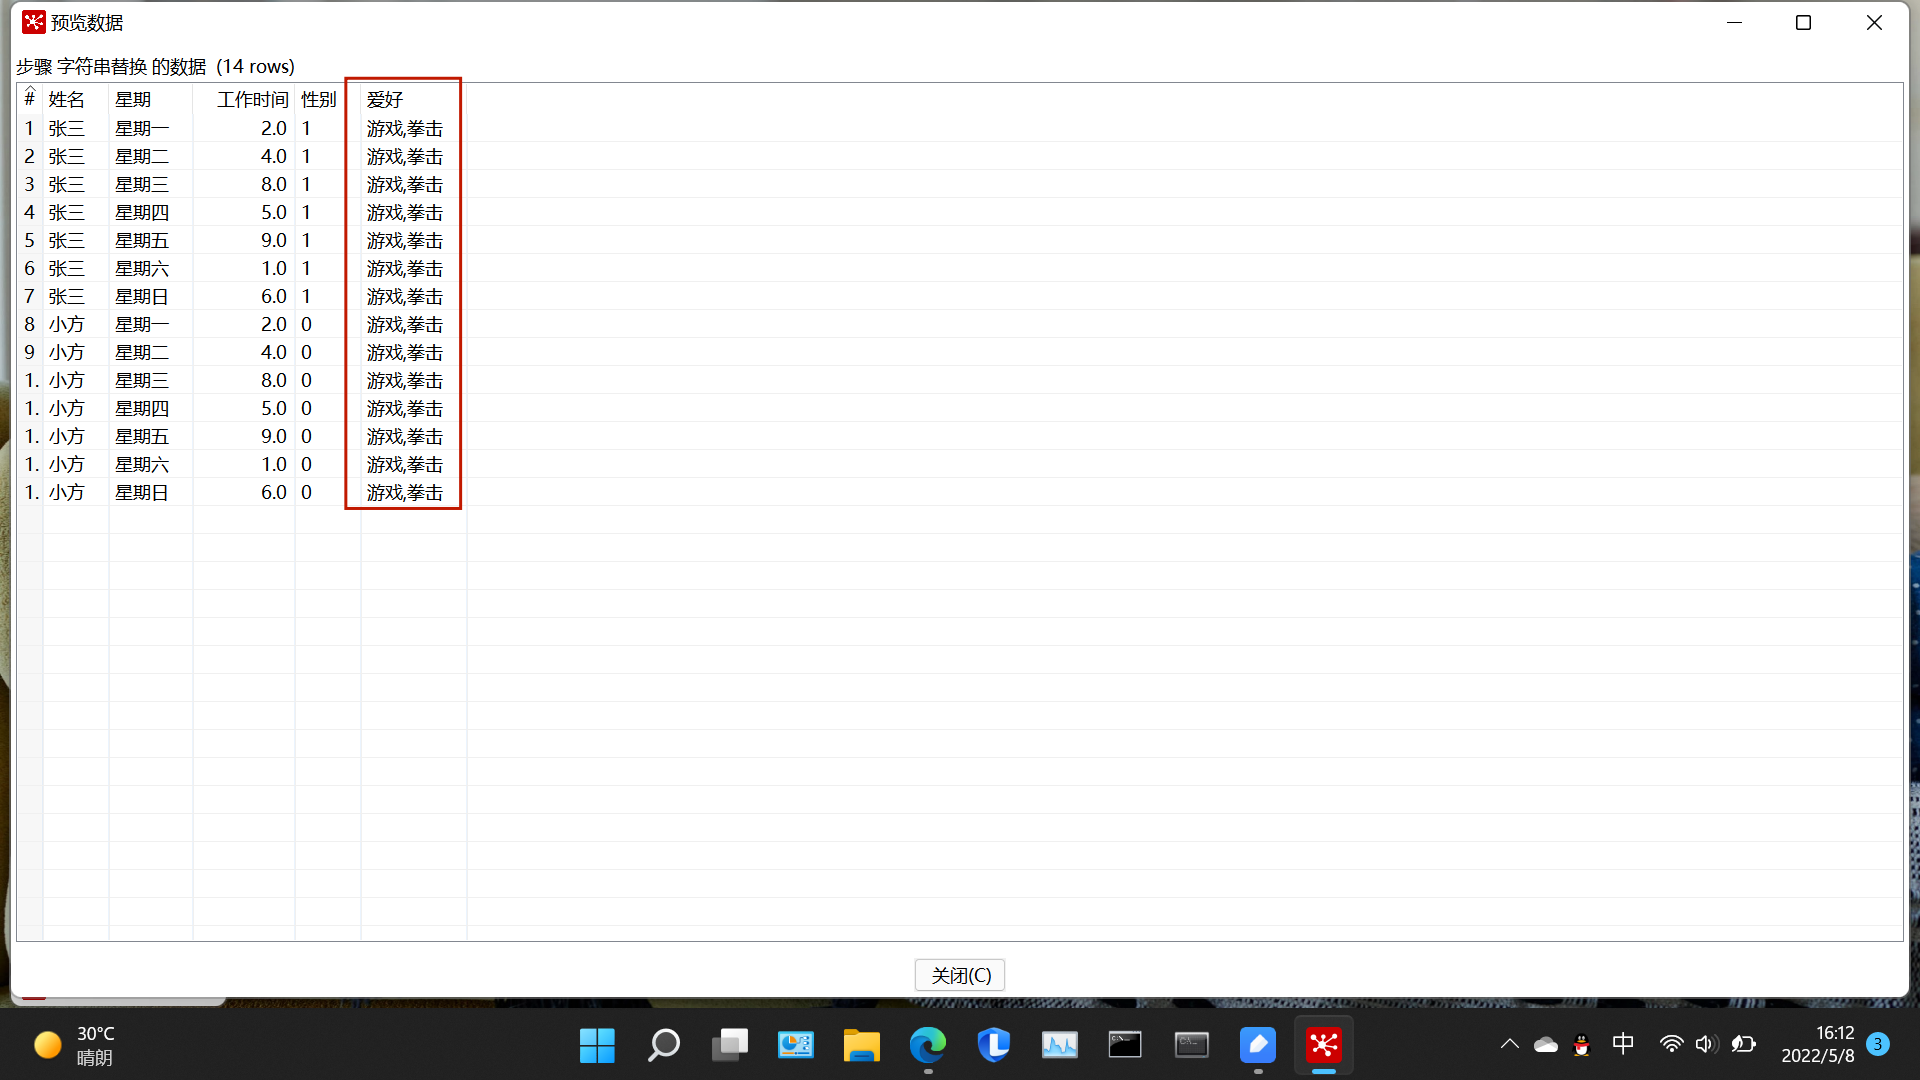 预览数据
步骤 字符串替换 的数据 (14 rows)
# 姓名 星期 工作时间 性别 爱好
1 张三 星期一 2.0 1 游戏,拳击
2 张三 星期二 4.0 1 游戏,拳击
3 张三 星期三 8.0 1 游戏,拳击
4 张三 星期四 5.0 1 游戏,拳击
5 张三 星期五 9.0 1 游戏,拳击
6 张三 星期六 1.0 1 游戏,拳击
7 张三 星期日 6.0 1 游戏,拳击
8 小方 星期一 2.0 0 游戏,拳击
9 小方 星期二 4.0 0 游戏,拳击
1. 小方 星期三 8.0 0 游戏,拳击
1. 小方 星期四 5.0 0 游戏,拳击
1. 小方 星期五 9.0 0 游戏,拳击
1. 小方 星期六 1.0 0 游戏,拳击
1. 小方 星期日 6.0 0 游戏,拳击
关闭(C)
30°C
晴朗
中
16:12
2022/5/8
3